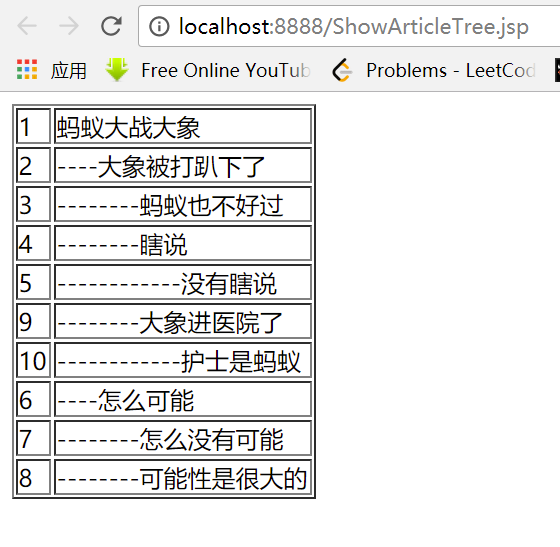 localhost:8888/ShowArticleTree.jsp
应用 Free Online YouTub Problems - LeetCod
1 蚂蚁大战大象
2 ----大象被打趴下了
3 --------蚂蚁也不好过
4 --------瞎说
5 ------------没有瞎说
9 --------大象进医院了
10 ------------护士是蚂蚁
6 ----怎么可能
7 --------怎么没有可能
8 --------可能性是很大的